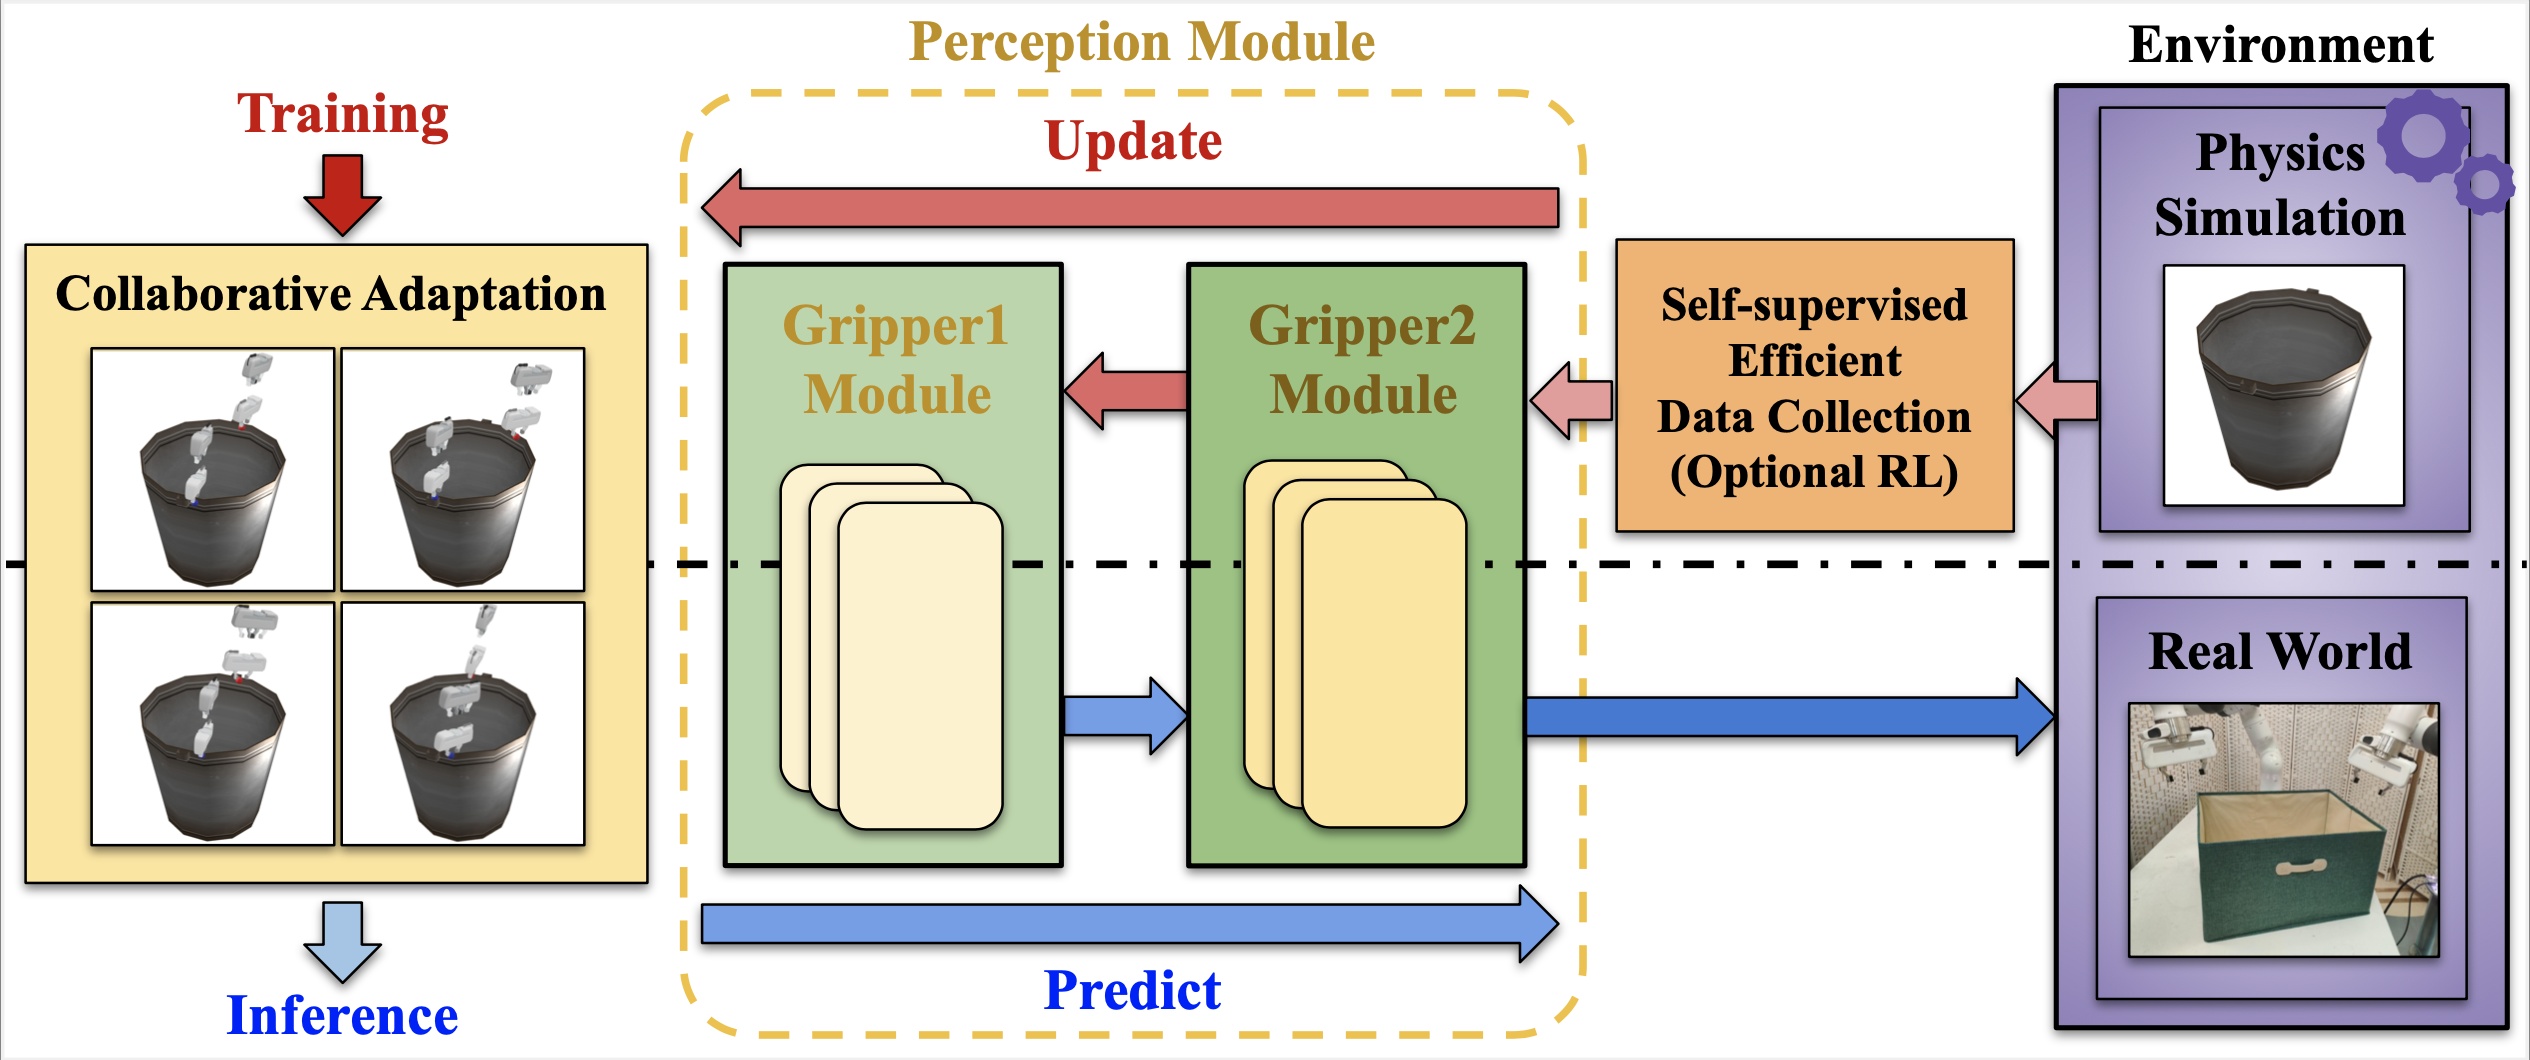 Perception Module
Environment
Training
Update
Physics
Simulation
Collaborative Adaptation
Gripper1
Module
Gripper2
Module
Self-supervised
Efficient
Data Collection
(Optional RL)
Real World
Predict
Inference